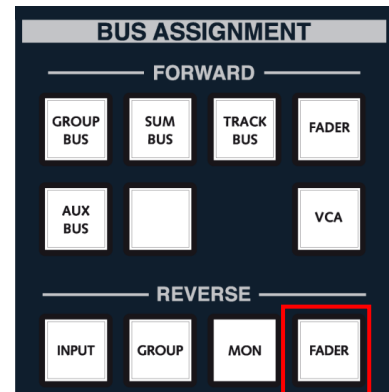 BUS ASSIGNMENT
FORWARD
GROUP BUS
SUM BUS
TRACK BUS
FADER
AUX BUS
VCA
REVERSE
INPUT
GROUP
MON
FADER